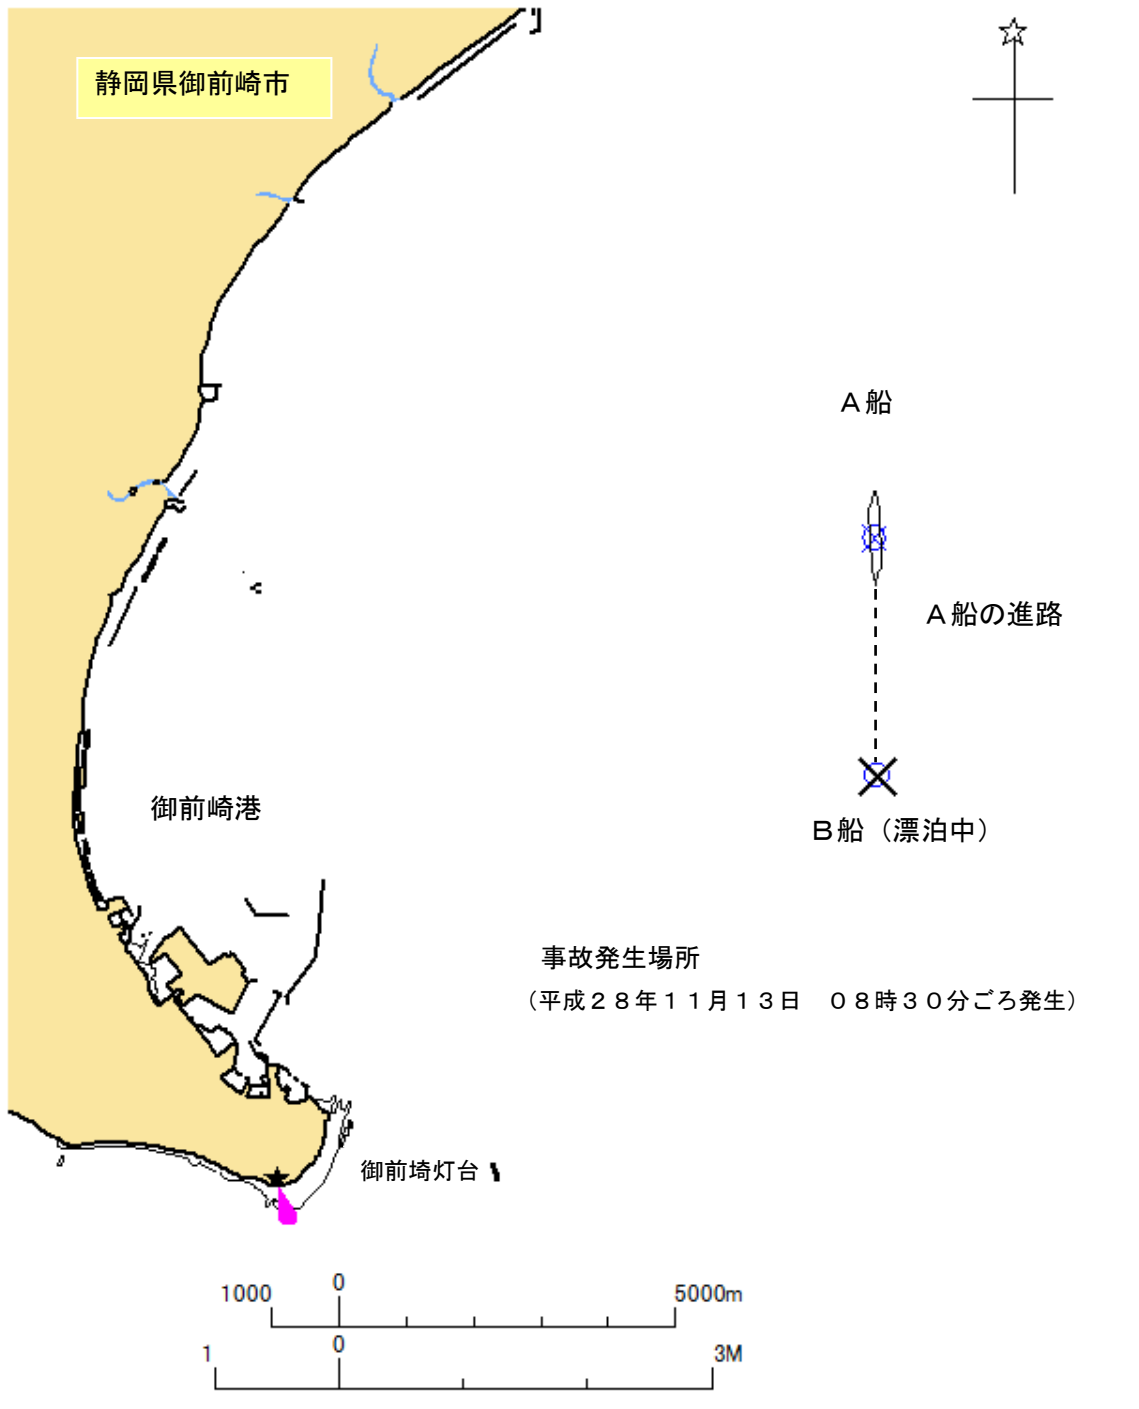 静岡県御前崎市
A船
A船の進路
御前崎港
B船（漂泊中）
事故発生場所
（平成２８年１１月１３日　０８時３０分ごろ発生）
御前埼灯台
1000 0 5000m
1 0 3M